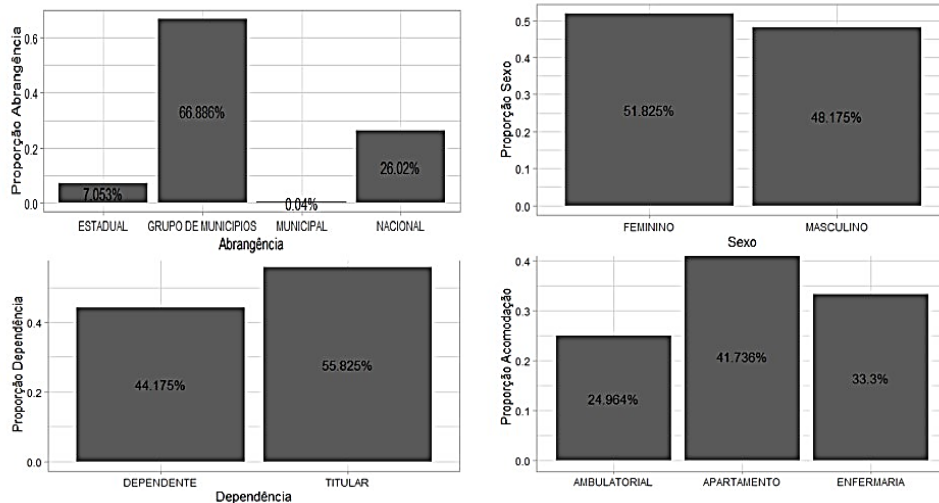 Proporção Abrangência
0.6
0.4
0.2
0.0
66.886%
26.02%
7.053%
0.04%
ESTADUAL GRUPO DE MUNICIPIOS MUNICIPAL NACIONAL
Abrangência
Proporção Sexo
0.5
0.4
0.3
0.2
0.1
0.0
51.825%
48.175%
FEMININO MASCULINO
Sexo
Proporção Dependência
0.4
0.2
0.0
44.175%
55.825%
DEPENDENTE TITULAR
Dependência
Proporção Acomodação
0.4
0.3
0.2
0.1
0.0
24.964%
41.736%
33.3%
AMBULATORIAL APARTAMENTO ENFERMARIA